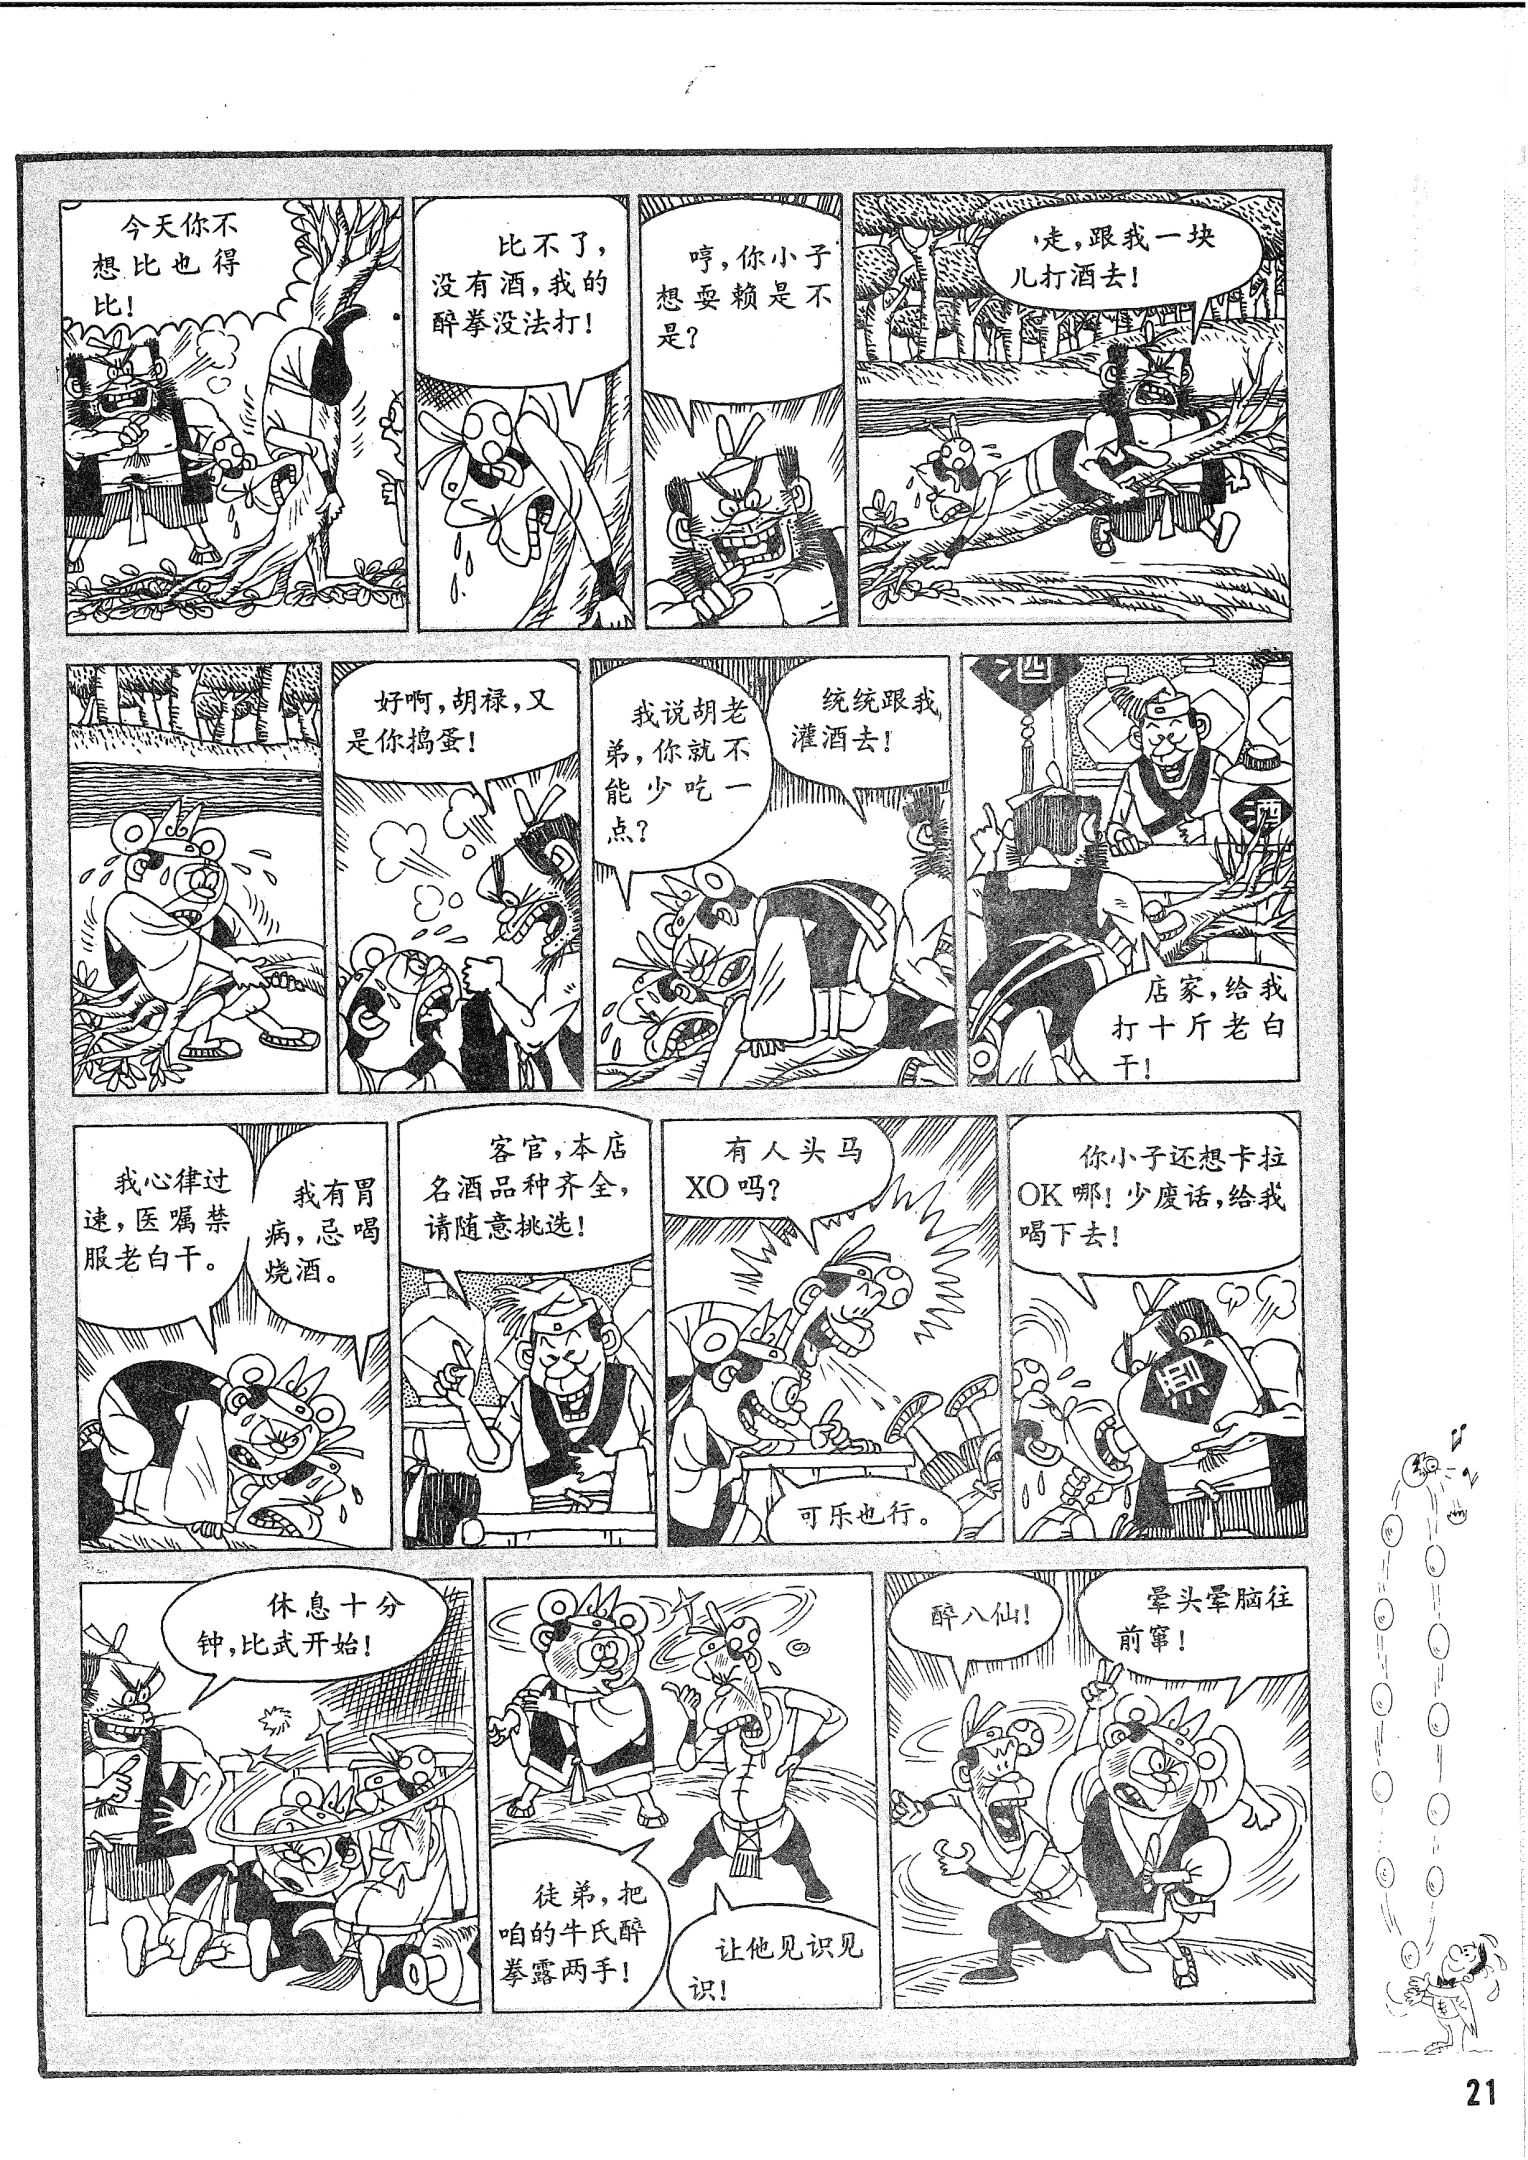 今天你不
想比也得
比！
比不了，
没有酒，我的
醉拳没法打！
哼，你小子
想耍赖是不
是？
走，跟我一块
儿打酒去！
好啊，胡禄，又
是你捣蛋！
我说胡老
弟，你就不
能少吃一
点？
统统跟我
灌酒去！
酒
酒
店家，给我
打十斤老白
干！
我心律过
速，医嘱禁
服老白干。
我有胃
病，忌喝
烧酒。
客官，本店
名酒品种齐全，
请随意挑选！
有人头马
XO吗？
可乐也行。
你小子还想卡拉
OK哪！少废话，给我
喝下去！
酒
休息十分
钟，比武开始！
徒弟，把
咱的牛氏醉
拳露两手！
让他见识见
识！
醉八仙！
晕头晕脑往
前窜！
21